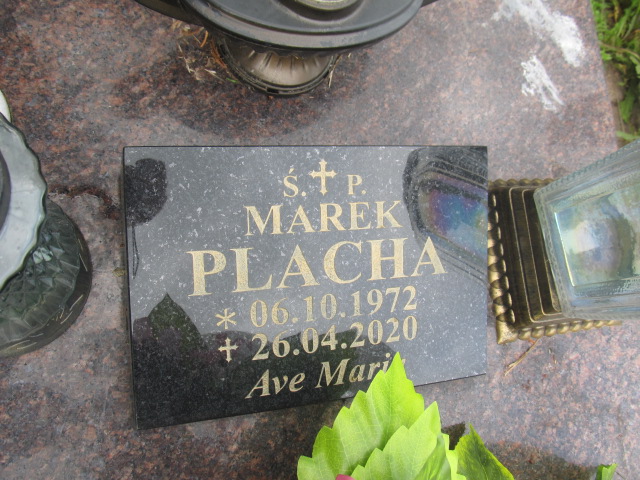 Ś. † P.
MAREK
PLACHA
* 06.10.1972
† 26.04.2020
Ave Mari